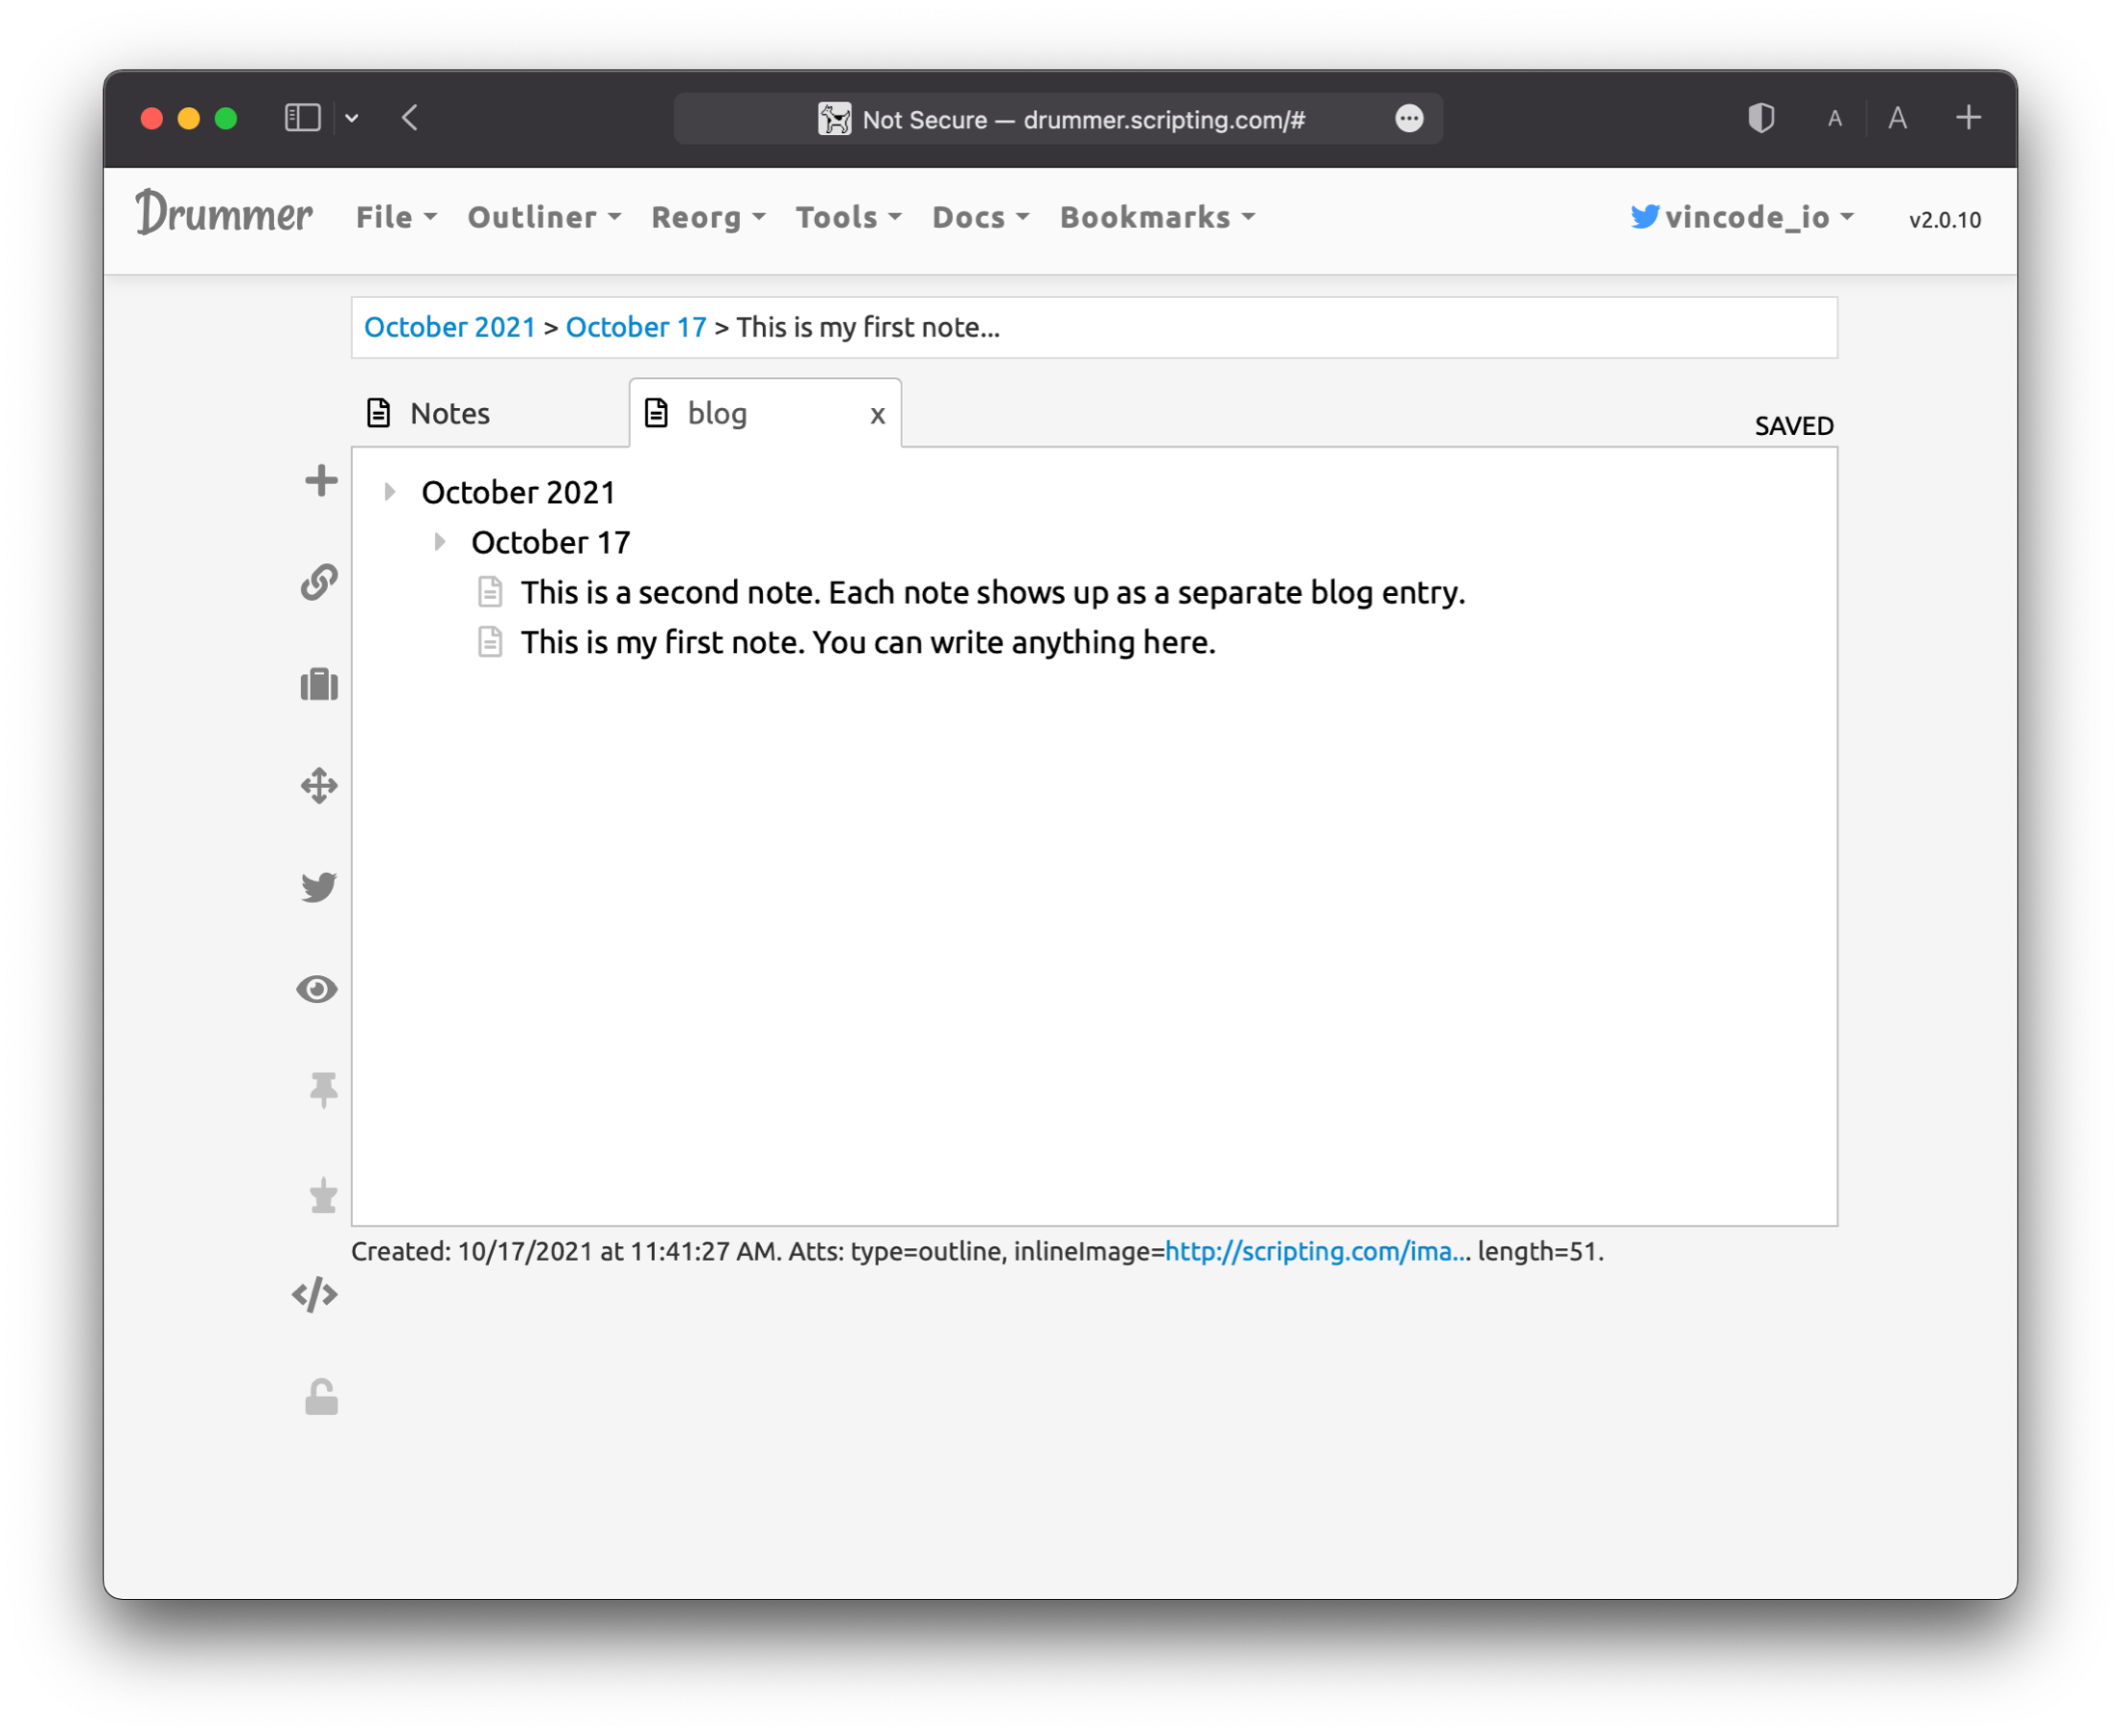 Not Secure — drummer.scripting.com/#
A A
Drummer File Outliner Reorg Tools Docs Bookmarks vincode_io v2.0.10
October 2021 > October 17 > This is my first note...
Notes blog x SAVED
October 2021
October 17
This is a second note. Each note shows up as a separate blog entry.
This is my first note. You can write anything here.
Created: 10/17/2021 at 11:41:27 AM. Atts: type=outline, inlineImage=http://scripting.com/ima... length=51.